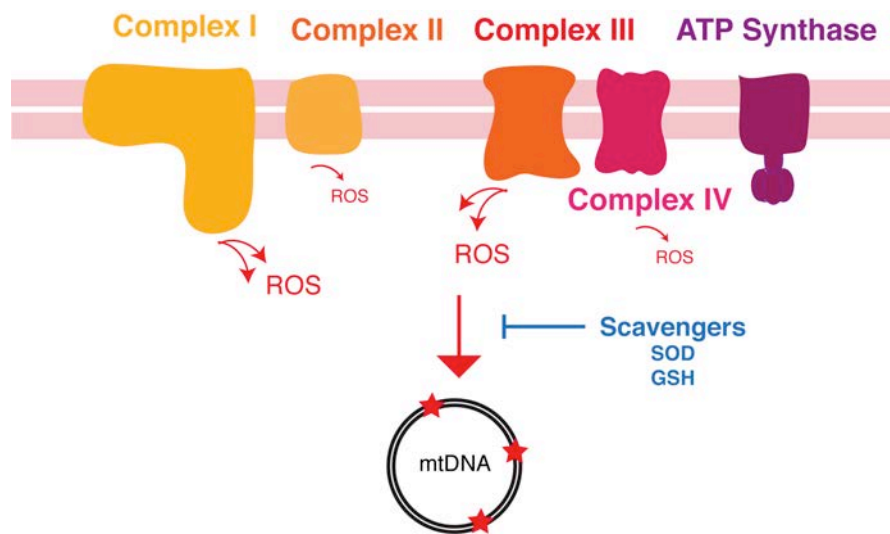 Complex I
Complex II
Complex III
ATP Synthase
ROS
Complex IV
ROS
ROS
ROS
Scavengers
SOD
GSH
mtDNA